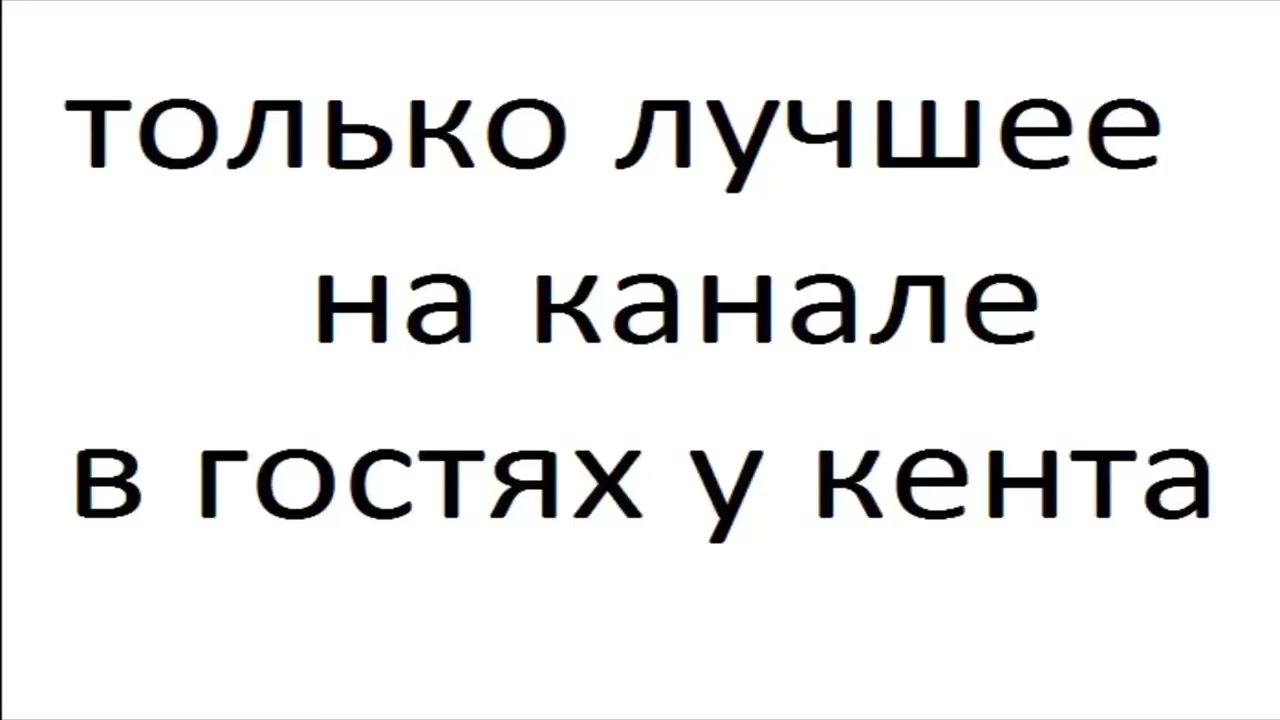 только лучшее
на канале
в гостях у кента